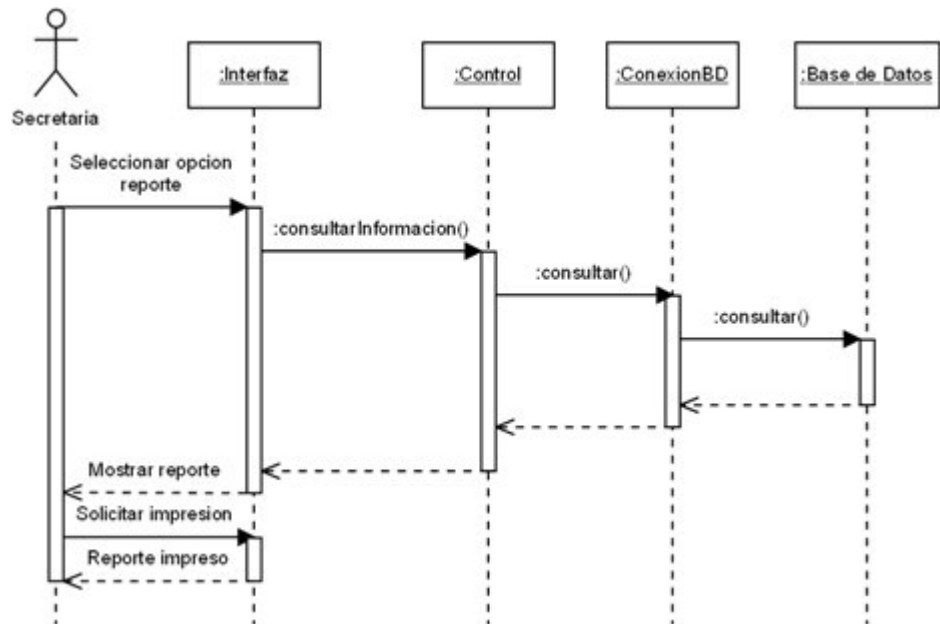 :Interfaz
:Control
:ConexionBD
:Base de Datos
Secretaria
Seleccionar opcion
reporte
:consultarInformacion()
:consultar()
:consultar()
Mostrar reporte
Solicitar impresion
Reporte impreso